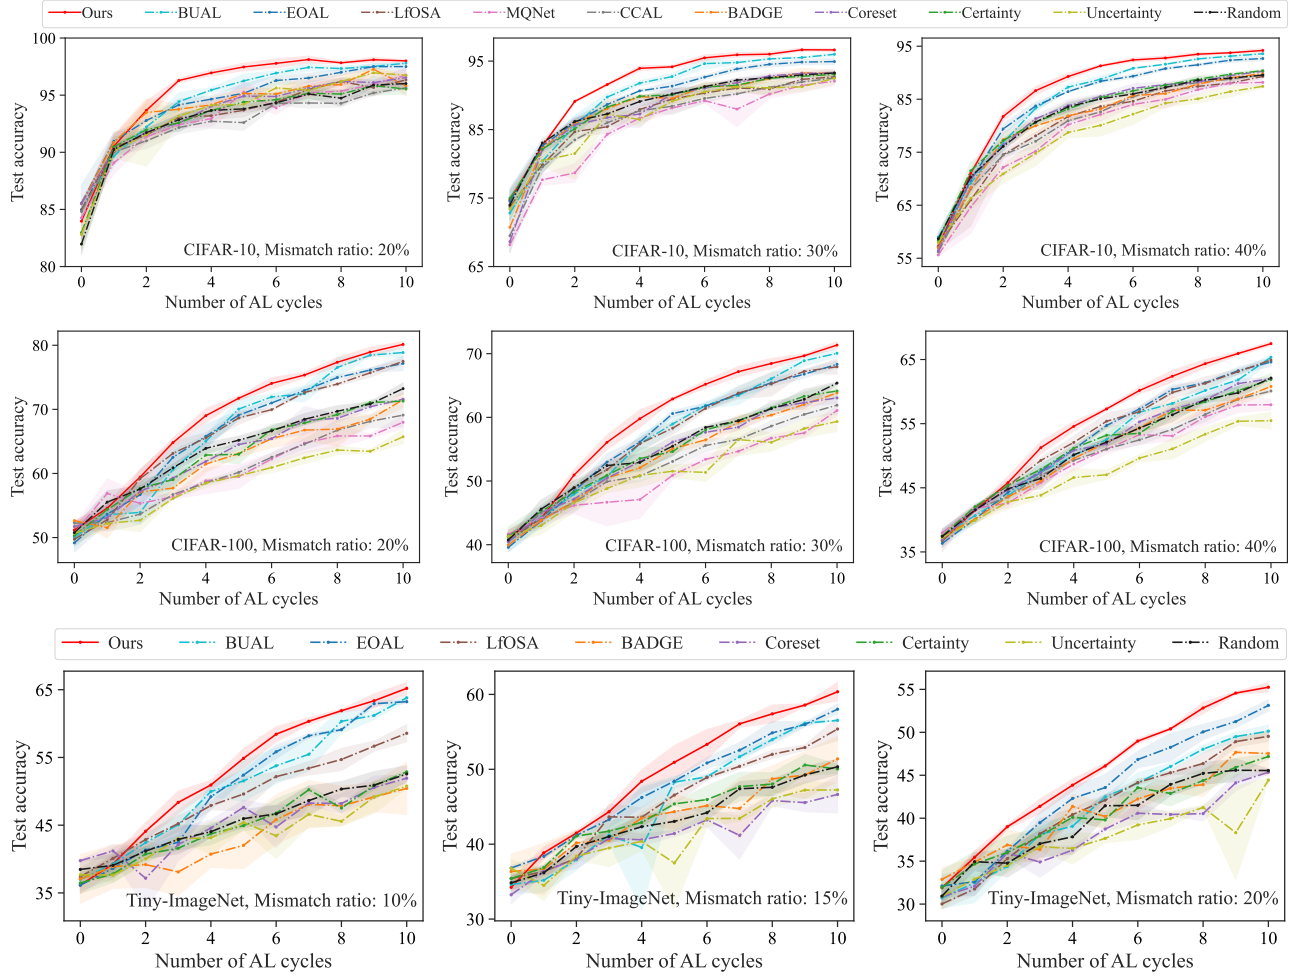 Ours BUAL EOAL LfOSA MQNet CCAL BADGE Coreset Certainty Uncertainty Random
100
95
90
85
80
Test accuracy
CIFAR-10, Mismatch ratio: 20%
0 2 4 6 8 10
Number of AL cycles
95
85
75
65
Test accuracy
CIFAR-10, Mismatch ratio: 30%
0 2 4 6 8 10
Number of AL cycles
95
85
75
65
55
Test accuracy
CIFAR-10, Mismatch ratio: 40%
0 2 4 6 8 10
Number of AL cycles
80
70
60
50
Test accuracy
CIFAR-100, Mismatch ratio: 20%
0 2 4 6 8 10
Number of AL cycles
70
60
50
40
Test accuracy
CIFAR-100, Mismatch ratio: 30%
0 2 4 6 8 10
Number of AL cycles
65
55
45
35
Test accuracy
CIFAR-100, Mismatch ratio: 40%
0 2 4 6 8 10
Number of AL cycles
Ours BUAL EOAL LfOSA BADGE Coreset Certainty Uncertainty Random
65
55
45
35
Test accuracy
Tiny-ImageNet, Mismatch ratio: 10%
0 2 4 6 8 10
Number of AL cycles
60
50
40
30
Test accuracy
Tiny-ImageNet, Mismatch ratio: 15%
0 2 4 6 8 10
Number of AL cycles
55
50
45
40
35
30
Test accuracy
Tiny-ImageNet, Mismatch ratio: 20%
0 2 4 6 8 10
Number of AL cycles